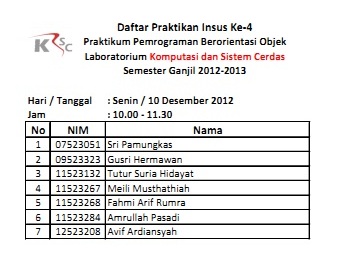 KSC
Daftar Praktikan Insus Ke-4
Praktikum Pemrograman Berorientasi Objek
Laboratorium Komputasi dan Sistem Cerdas
Semester Ganjil 2012-2013
Hari / Tanggal : Senin / 10 Desember 2012
Jam : 10.00 - 11.30
No NIM Nama
1 07523051 Sri Pamungkas
2 09523323 Gusri Hermawan
3 11523132 Tutur Suria Hidayat
4 11523267 Meili Musthathiah
5 11523268 Fahmi Arif Rumra
6 11523284 Amrullah Pasadi
7 12523208 Avif Ardiansyah